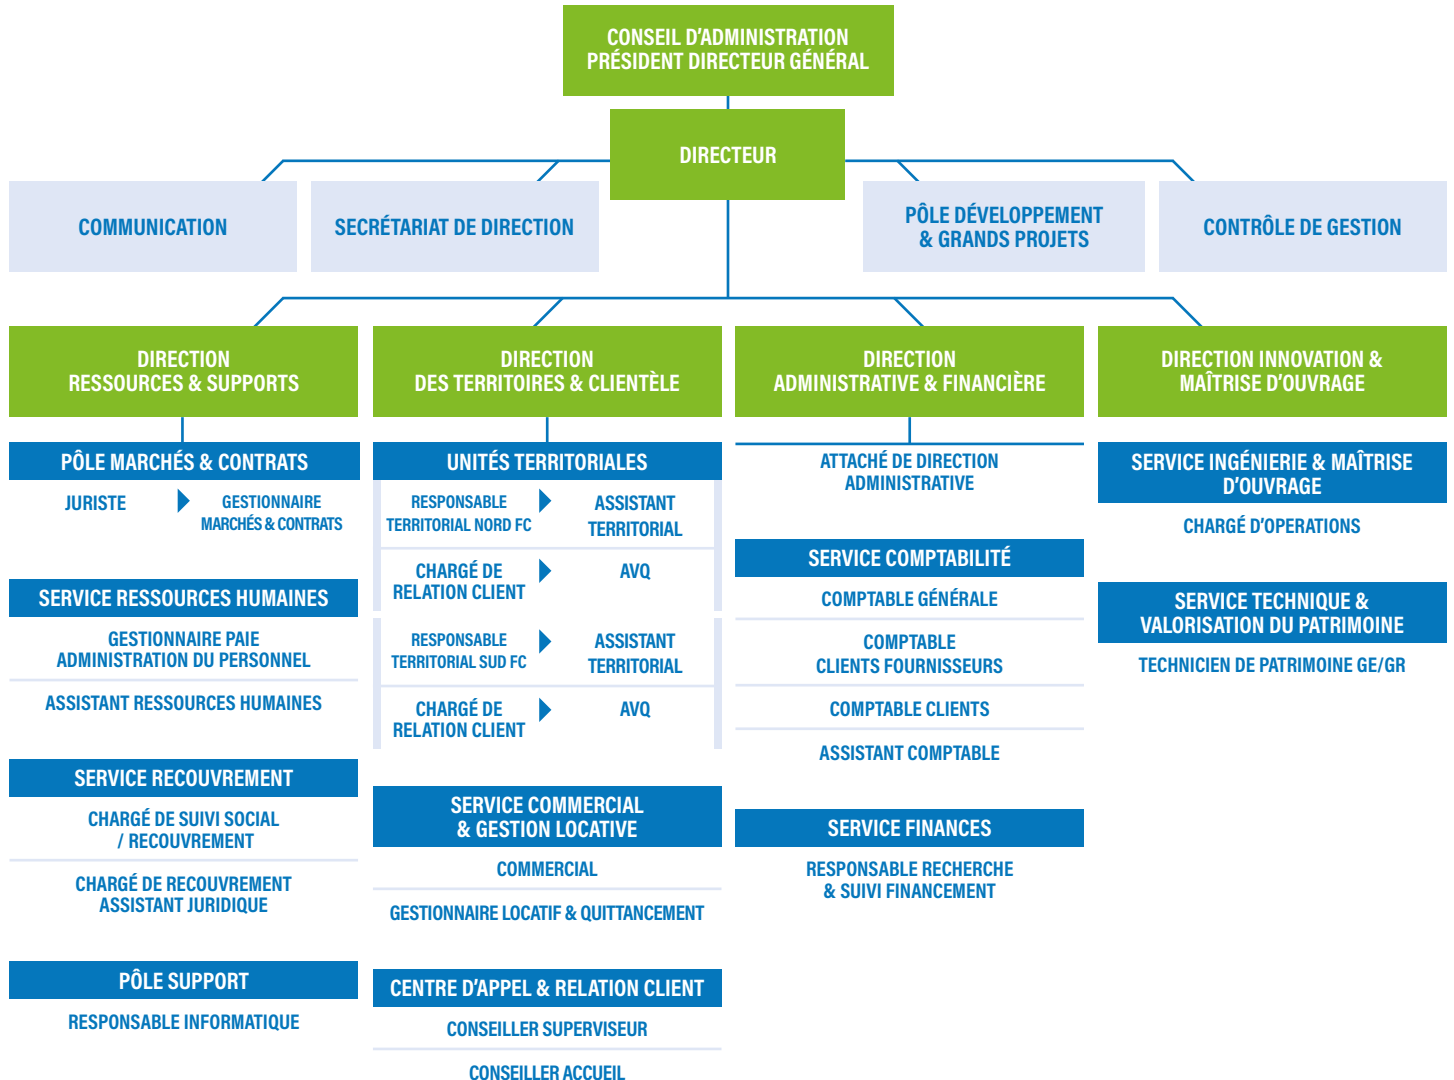 CONSEIL D'ADMINISTRATION
PRÉSIDENT DIRECTEUR GÉNÉRAL
DIRECTEUR
COMMUNICATION
SECRÉTARIAT DE DIRECTION
PÔLE DÉVELOPPEMENT
& GRANDS PROJETS
CONTRÔLE DE GESTION
DIRECTION
RESSOURCES & SUPPORTS
PÔLE MARCHÉS & CONTRATS
JURISTE
GESTIONNAIRE
MARCHÉS & CONTRATS
SERVICE RESSOURCES HUMAINES
GESTIONNAIRE PAIE
ADMINISTRATION DU PERSONNEL
ASSISTANT RESSOURCES HUMAINES
SERVICE RECOUVREMENT
CHARGÉ DE SUIVI SOCIAL
/ RECOUVREMENT
CHARGÉ DE RECOUVREMENT
ASSISTANT JURIDIQUE
PÔLE SUPPORT
RESPONSABLE INFORMATIQUE
DIRECTION
DES TERRITOIRES & CLIENTÈLE
UNITÉS TERRITORIALES
RESPONSABLE
TERRITORIAL NORD FC
ASSISTANT
TERRITORIAL
CHARGÉ DE
RELATION CLIENT
AVQ
RESPONSABLE
TERRITORIAL SUD FC
ASSISTANT
TERRITORIAL
CHARGÉ DE
RELATION CLIENT
AVQ
SERVICE COMMERCIAL
& GESTION LOCATIVE
COMMERCIAL
GESTIONNAIRE LOCATIF & QUITTANCEMENT
CENTRE D'APPEL & RELATION CLIENT
CONSEILLER SUPERVISEUR
CONSEILLER ACCUEIL
DIRECTION
ADMINISTRATIVE & FINANCIÈRE
ATTACHÉ DE DIRECTION
ADMINISTRATIVE
SERVICE COMPTABILITÉ
COMPTABLE GÉNÉRALE
COMPTABLE
CLIENTS FOURNISSEURS
COMPTABLE CLIENTS
ASSISTANT COMPTABLE
SERVICE FINANCES
RESPONSABLE RECHERCHE
& SUIVI FINANCEMENT
DIRECTION INNOVATION &
MAÎTRISE D'OUVRAGE
SERVICE INGÉNIERIE & MAÎTRISE
D'OUVRAGE
CHARGÉ D'OPERATIONS
SERVICE TECHNIQUE &
VALORISATION DU PATRIMOINE
TECHNICIEN DE PATRIMOINE GE/GR